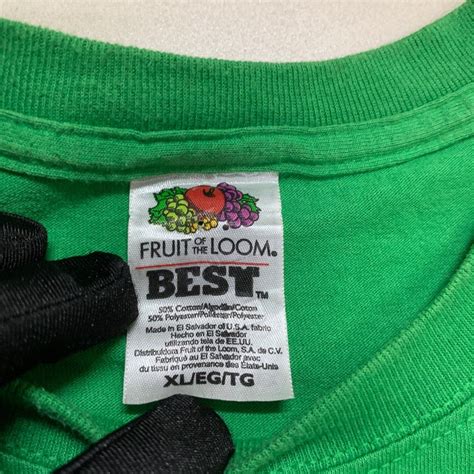 FRUIT OF THE LOOM®
BEST™
50% Cotton/Algodón/Coton
50% Polyester/Poliéster/Polyester
Made in El Salvador of U.S.A. fabric
Hecho en El Salvador
utilizando tela de EE.UU.
Distribuidora Fruit of the Loom, S.A. de C.V.
Fabriqué au El Salvador
du tissu en provenance des États-Unis
XL/EG/TG